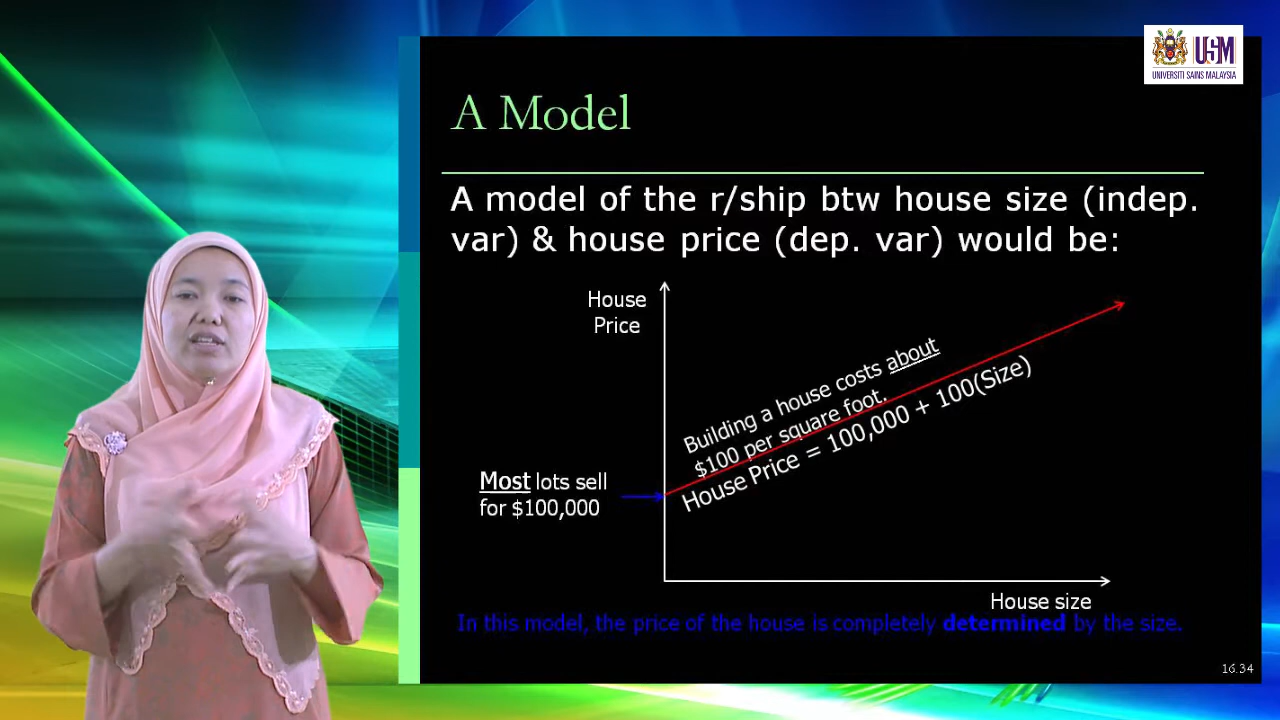 USM
UNIVERSITI SAINS MALAYSIA
A Model
A model of the r/ship btw house size (indep.
var) & house price (dep. var) would be:
House
Price
Building a house costs about
$100 per square foot.
House Price = 100,000 + 100(Size)
Most lots sell
for $100,000
House size
In this model, the price of the house is completely determined by the size.
16.34